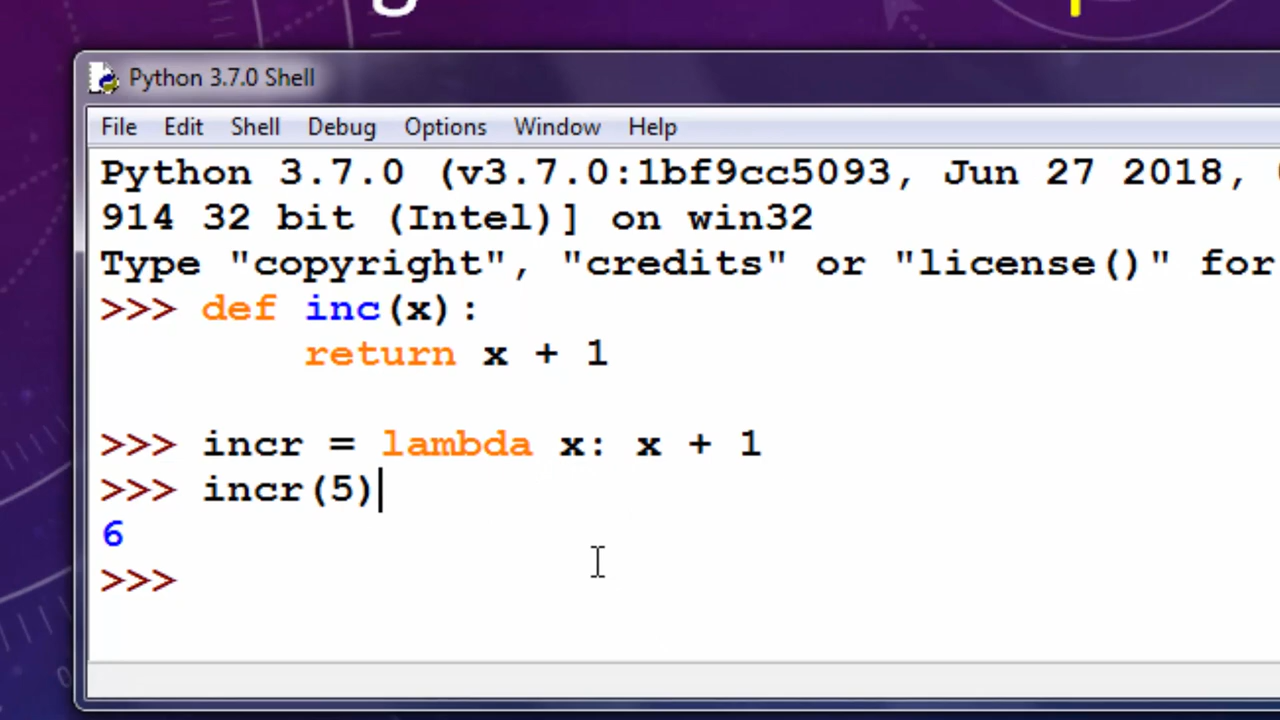 Python 3.7.0 Shell
File Edit Shell Debug Options Window Help
Python 3.7.0 (v3.7.0:1bf9cc5093, Jun 27 2018,
914 32 bit (Intel)] on win32
Type "copyright", "credits" or "license()" for
>>> def inc(x):
return x + 1
>>> incr = lambda x: x + 1
>>> incr(5)
6
>>>